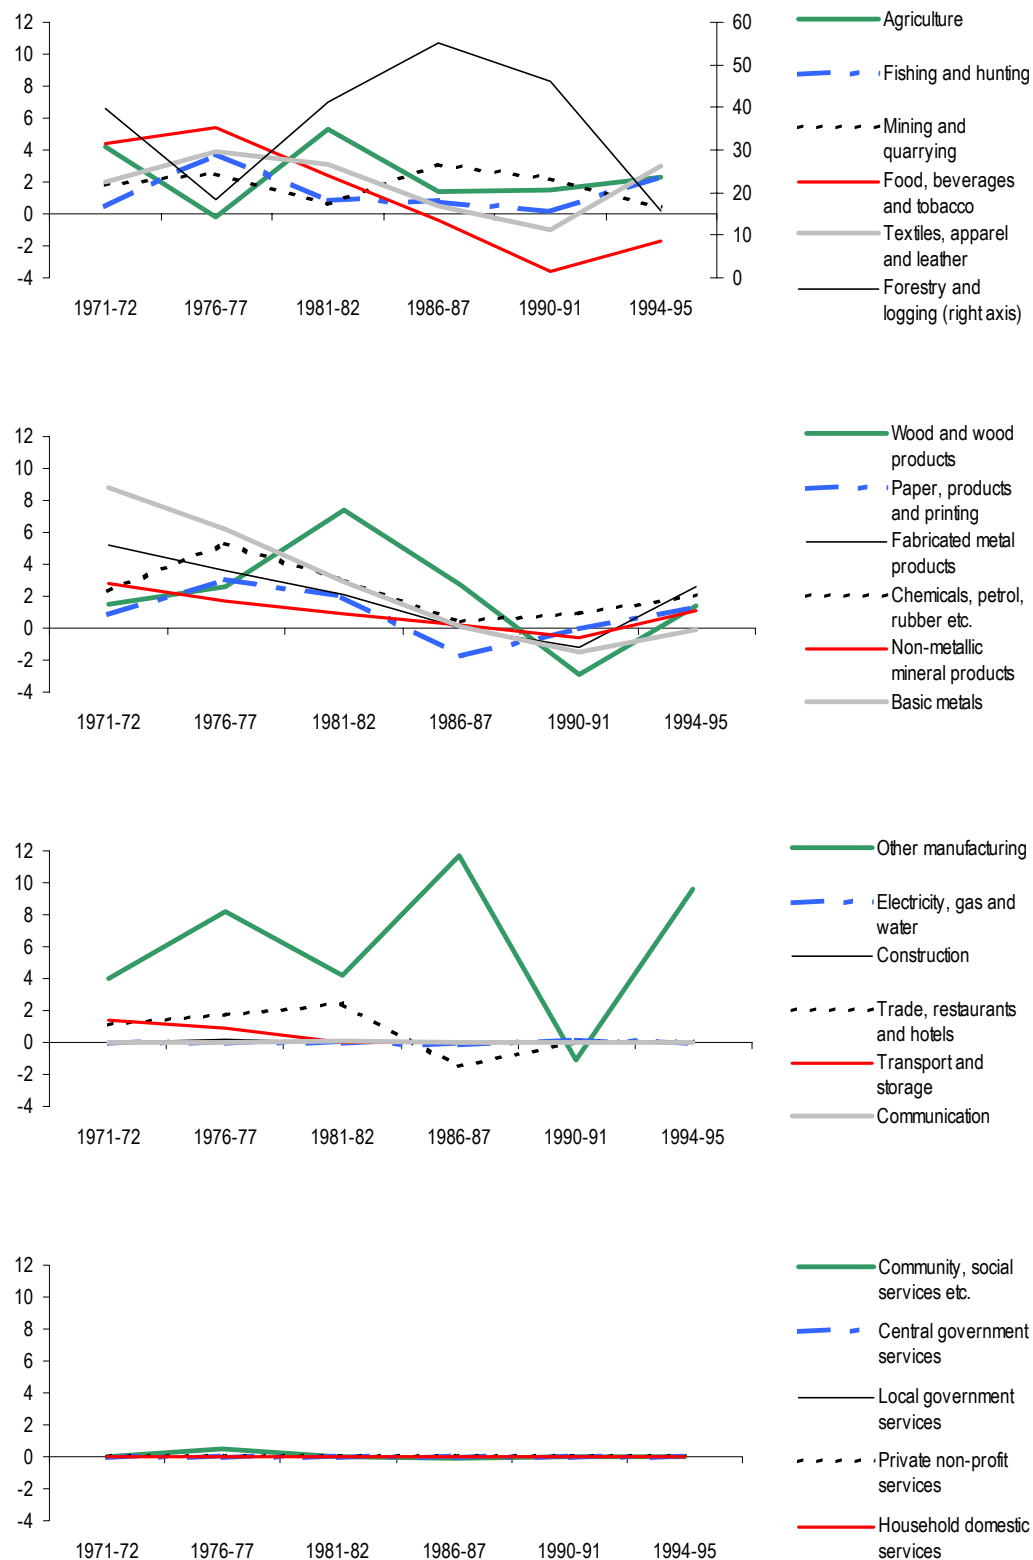 12
10
8
6
4
2
0
-2
-4
60
50
40
30
20
10
0
1971-72 1976-77 1981-82 1986-87 1990-91 1994-95
Agriculture
Fishing and hunting
Mining and
quarrying
Food, beverages
and tobacco
Textiles, apparel
and leather
Forestry and
logging (right axis)
12
10
8
6
4
2
0
-2
-4
1971-72 1976-77 1981-82 1986-87 1990-91 1994-95
Wood and wood
products
Paper, products
and printing
Fabricated metal
products
Chemicals, petrol,
rubber etc.
Non-metallic
mineral products
Basic metals
12
10
8
6
4
2
0
-2
-4
1971-72 1976-77 1981-82 1986-87 1990-91 1994-95
Other manufacturing
Electricity, gas and
water
Construction
Trade, restaurants
and hotels
Transport and
storage
Communication
12
10
8
6
4
2
0
-2
-4
1971-72 1976-77 1981-82 1986-87 1990-91 1994-95
Community, social
services etc.
Central government
services
Local government
services
Private non-profit
services
Household domestic
services